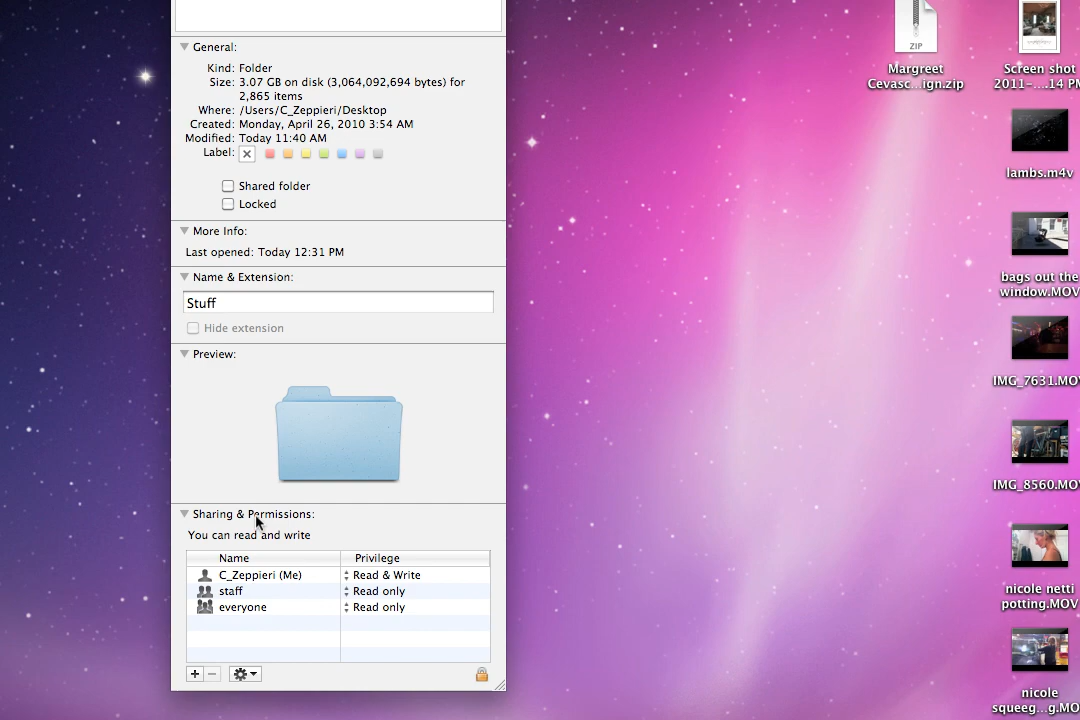 General:
Kind: Folder
Size: 3.07 GB on disk (3,064,092,694 bytes) for
2,865 items
Where: /Users/C_Zeppieri/Desktop
Created: Monday, April 26, 2010 3:54 AM
Modified: Today 11:40 AM
Label:
Shared folder
Locked
More Info:
Last opened: Today 12:31 PM
Name & Extension:
Stuff
Hide extension
Preview:
Sharing & Permissions:
You can read and write
Name Privilege
C_Zeppieri (Me) Read & Write
staff Read only
everyone Read only
ZIP
Margreet
Cevasc...ign.zip
Screen shot
2011-....14 PM
lambs.m4v
bags out the
window.MOV
IMG_7631.MOV
IMG_8560.MOV
nicole netti
potting.MOV
nicole
squeeg...g.MOV